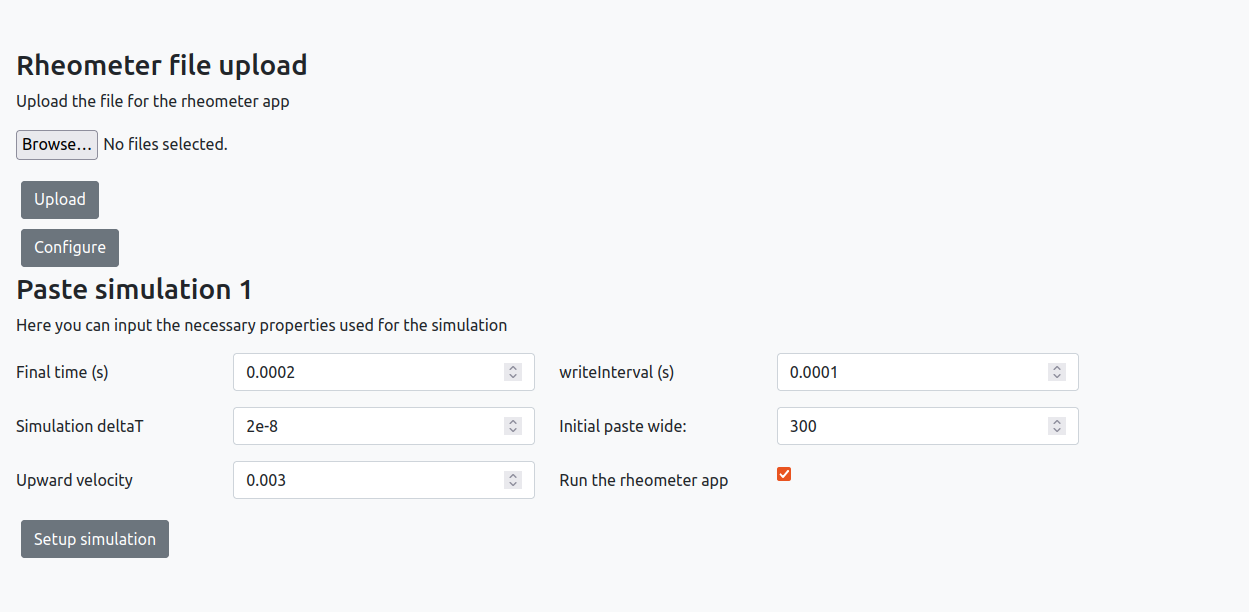 Rheometer file upload
Upload the file for the rheometer app
Browse... No files selected.
Upload
Configure
Paste simulation 1
Here you can input the necessary properties used for the simulation
Final time (s) 0.0002 writeInterval (s) 0.0001
Simulation deltaT 2e-8 Initial paste wide: 300
Upward velocity 0.003 Run the rheometer app
Setup simulation